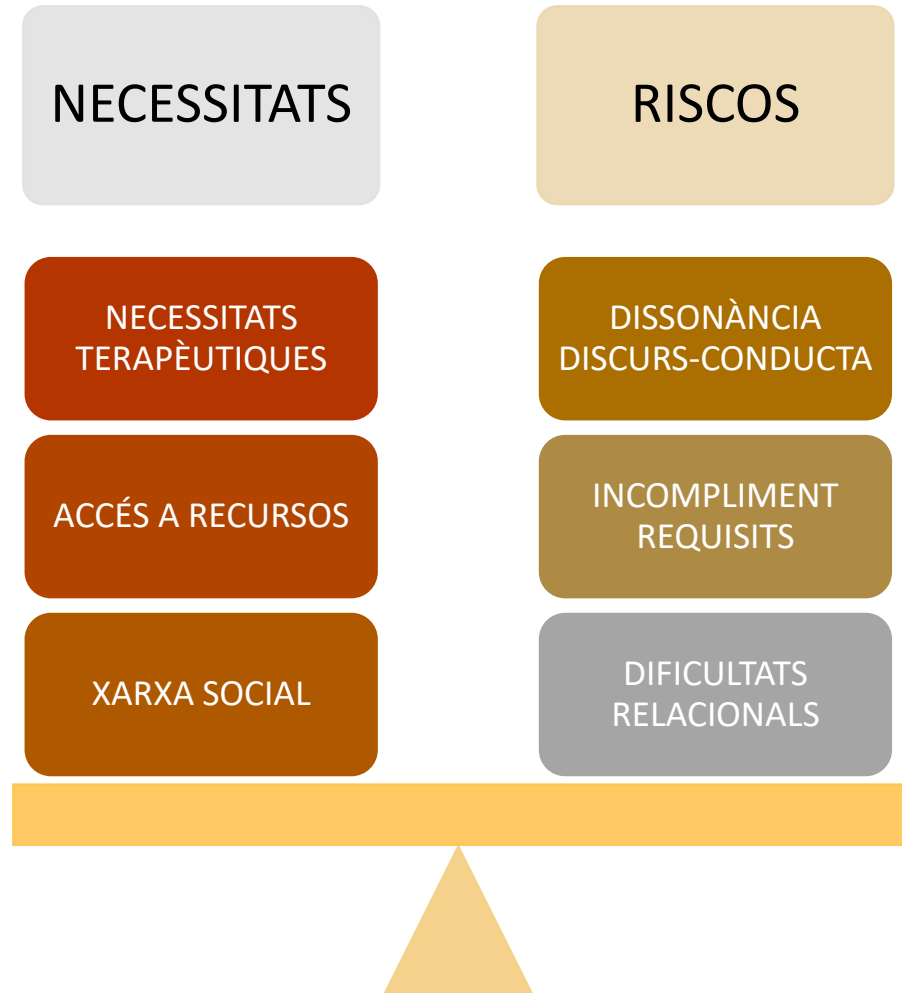 NECESSITATS
RISCOS
NECESSITATS
TERAPÈUTIQUES
DISSONÀNCIA
DISCURS-CONDUCTA
ACCÉS A RECURSOS
INCOMPLIMENT
REQUISITS
XARXA SOCIAL
DIFICULTATS
RELACIONALS